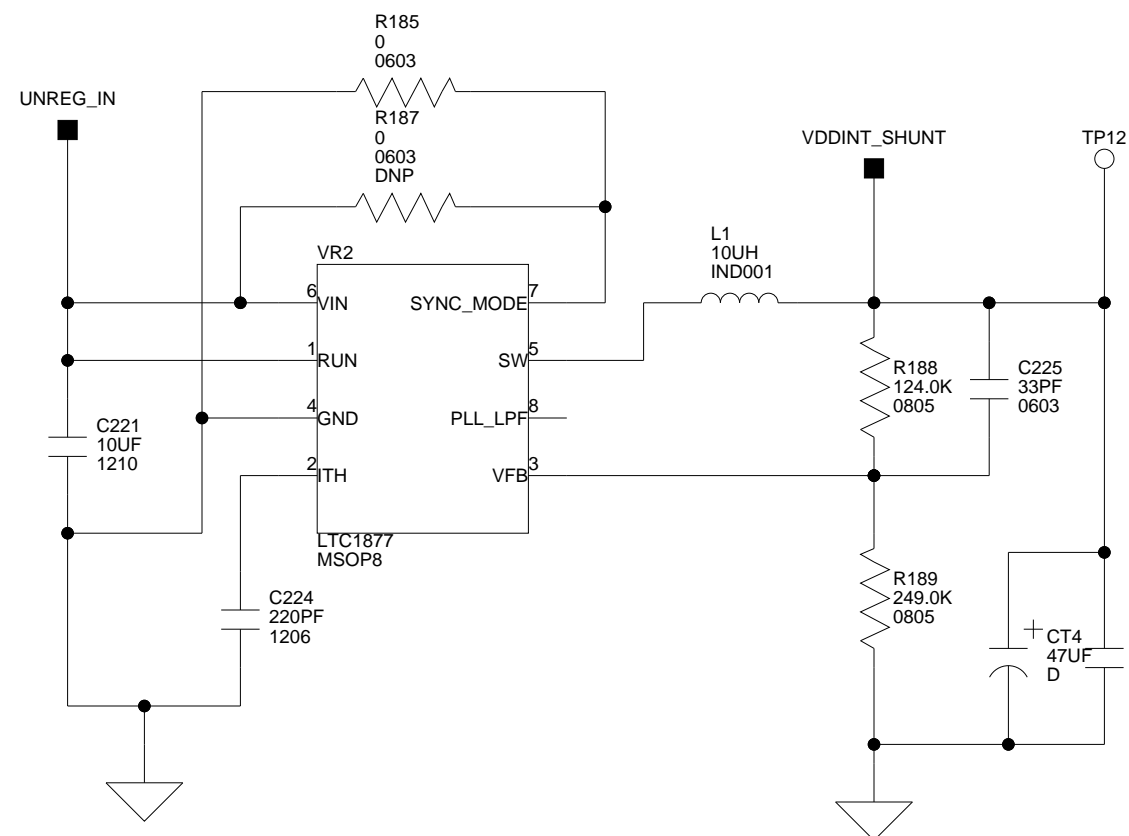 R185
0
0603
UNREG_IN
R187
0
0603
DNP
VDDINT_SHUNT
TP12
L1
10UH
IND001
VR2
6
VIN
SYNC_MODE
7
1
RUN
SW
5
4
GND
PLL_LPF
8
2
ITH
VFB
3
LTC1877
MSOP8
C221
10UF
1210
R188
124.0K
0805
C225
33PF
0603
C224
220PF
1206
R189
249.0K
0805
+
CT4
47UF
D